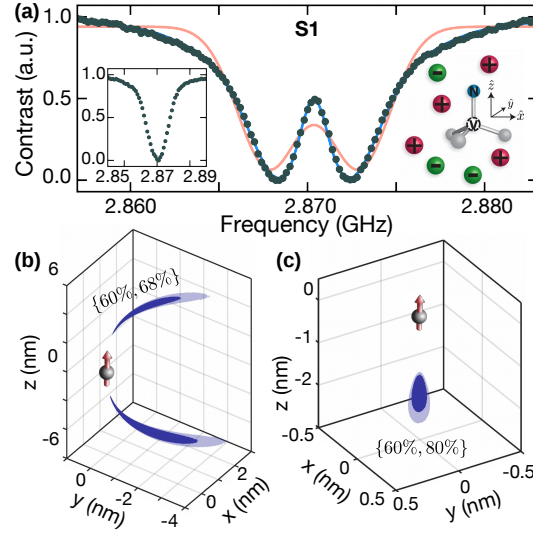 (a)
S1
Contrast (a.u.)
1.0
0.5
0.0
1.0
0.5
0.0
2.85
2.87
2.89
N
V
ẑ
ŷ
x̂
+
+
+
+
-
-
-
-
2.860
2.870
2.880
Frequency (GHz)
(b)
{60%, 68%}
z (nm)
6
3
0
-3
-6
0
-2
-4
y (nm)
0
2
x (nm)
(c)
{60%, 80%}
z (nm)
0
-1
-2
-0.5
0
0.5
x (nm)
0
-0.5
y (nm)